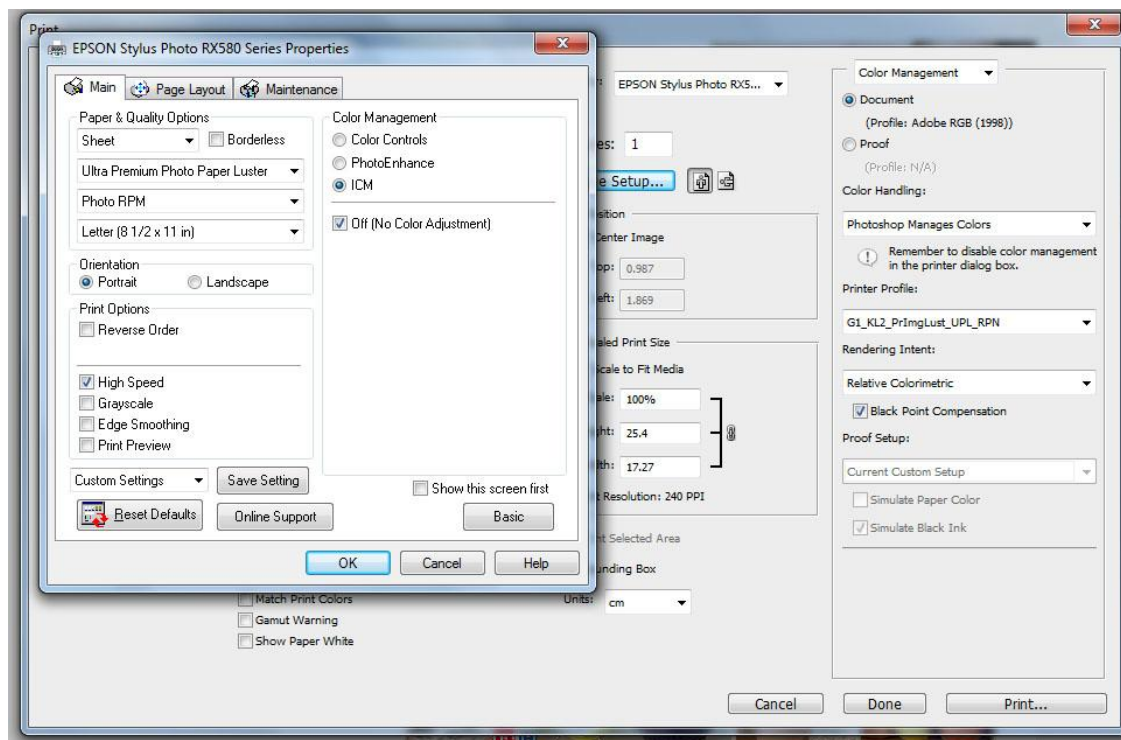 Print
EPSON Stylus Photo RX580 Series Properties
Main
Page Layout
Maintenance
Paper & Quality Options
Sheet
Borderless
Ultra Premium Photo Paper Luster
Photo RPM
Letter (8 1/2 x 11 in)
Orientation
Portrait
Landscape
Print Options
Reverse Order
High Speed
Grayscale
Edge Smoothing
Print Preview
Custom Settings
Save Setting
Reset Defaults
Online Support
Color Management
Color Controls
PhotoEnhance
ICM
Off (No Color Adjustment)
Show this screen first
Basic
OK
Cancel
Help
Match Print Colors
Gamut Warning
Show Paper White
EPSON Stylus Photo RX5...
es: 1
e Setup...
sition
Center Image
op: 0.987
eft: 1.869
aled Print Size
Scale to Fit Media
ale: 100%
ght: 25.4
dth: 17.27
t Resolution: 240 PPI
nt Selected Area
unding Box
Units: cm
Color Management
Document
(Profile: Adobe RGB (1998))
Proof
(Profile: N/A)
Color Handling:
Photoshop Manages Colors
Remember to disable color management
in the printer dialog box.
Printer Profile:
G1_KL2_PrImgLust_UPL_RPN
Rendering Intent:
Relative Colorimetric
Black Point Compensation
Proof Setup:
Current Custom Setup
Simulate Paper Color
Simulate Black Ink
Cancel
Done
Print...